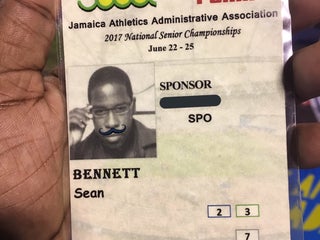 Jamaica Athletics Administrative Association
2017 National Senior Championships
June 22 - 25
SPONSOR
SPO
BENNETT
Sean
2 3
7